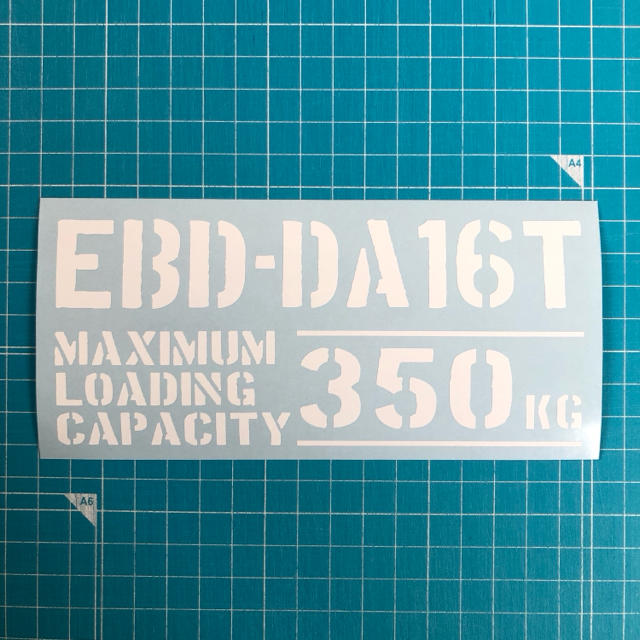 A4
EBD-DA16T
MAXIMUM
LOADING
CAPACITY
350 KG
A6